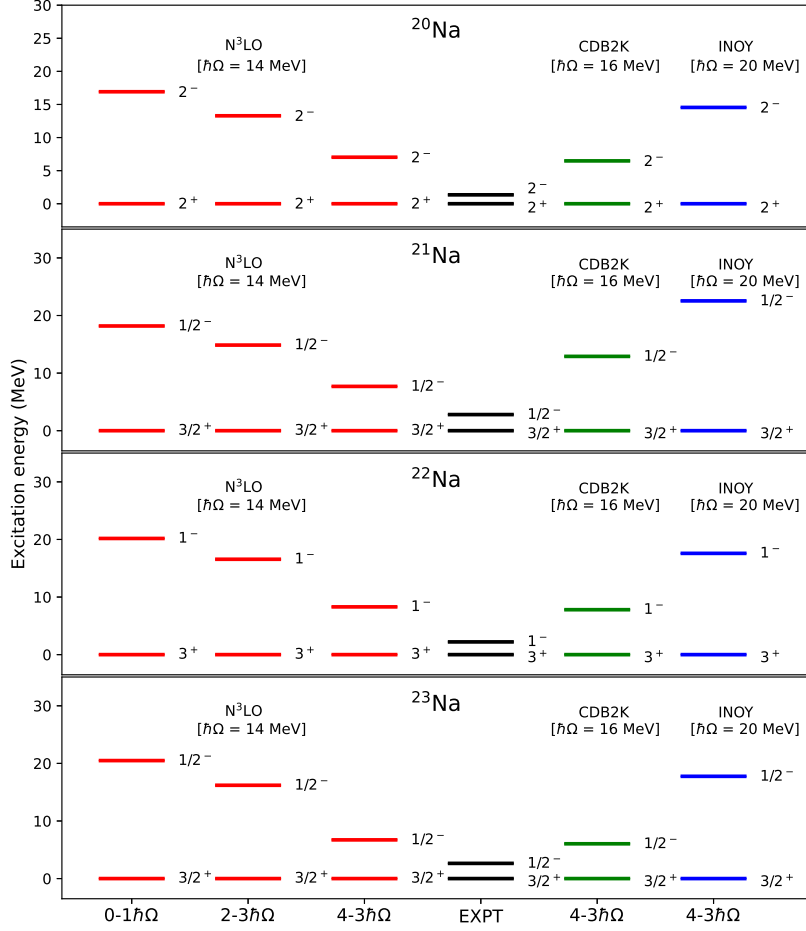 Excitation energy (MeV)
²⁰Na
N³LO
[ℏΩ = 14 MeV]
CDB2K
[ℏΩ = 16 MeV]
INOY
[ℏΩ = 20 MeV]
30
25
20
15
10
5
0
2⁻ 2⁻ 2⁻ 2⁻ 2⁻ 2⁻
2⁺ 2⁺ 2⁺ 2⁺ 2⁺ 2⁺
²¹Na
N³LO
[ℏΩ = 14 MeV]
CDB2K
[ℏΩ = 16 MeV]
INOY
[ℏΩ = 20 MeV]
30
20
10
0
1/2⁻ 1/2⁻ 1/2⁻ 1/2⁻ 1/2⁻ 1/2⁻
3/2⁺ 3/2⁺ 3/2⁺ 3/2⁺ 3/2⁺ 3/2⁺
²²Na
N³LO
[ℏΩ = 14 MeV]
CDB2K
[ℏΩ = 16 MeV]
INOY
[ℏΩ = 20 MeV]
30
20
10
0
1⁻ 1⁻ 1⁻ 1⁻ 1⁻ 1⁻
3⁺ 3⁺ 3⁺ 3⁺ 3⁺ 3⁺
²³Na
N³LO
[ℏΩ = 14 MeV]
CDB2K
[ℏΩ = 16 MeV]
INOY
[ℏΩ = 20 MeV]
30
20
10
0
1/2⁻ 1/2⁻ 1/2⁻ 1/2⁻ 1/2⁻ 1/2⁻
3/2⁺ 3/2⁺ 3/2⁺ 3/2⁺ 3/2⁺ 3/2⁺
0-1ℏΩ 2-3ℏΩ 4-3ℏΩ EXPT 4-3ℏΩ 4-3ℏΩ